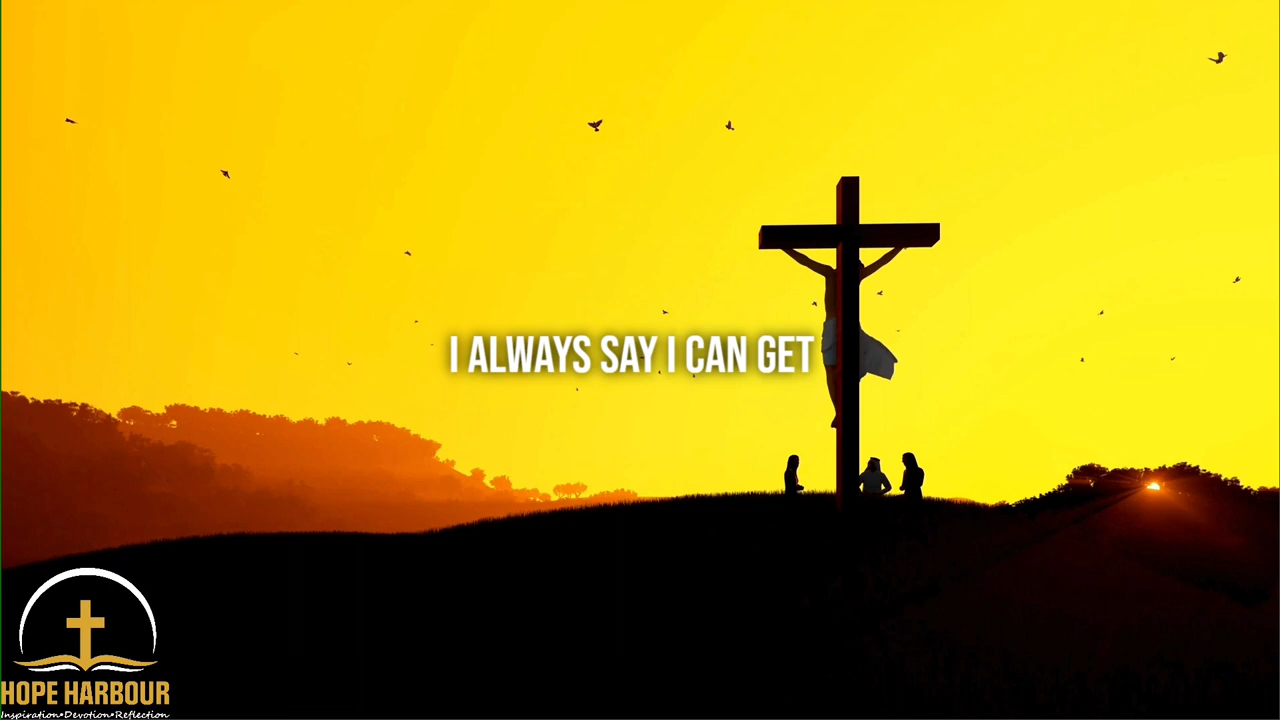 I ALWAYS SAY I CAN GET
HOPE HARBOUR
Inspiration•Devotion•Reflection